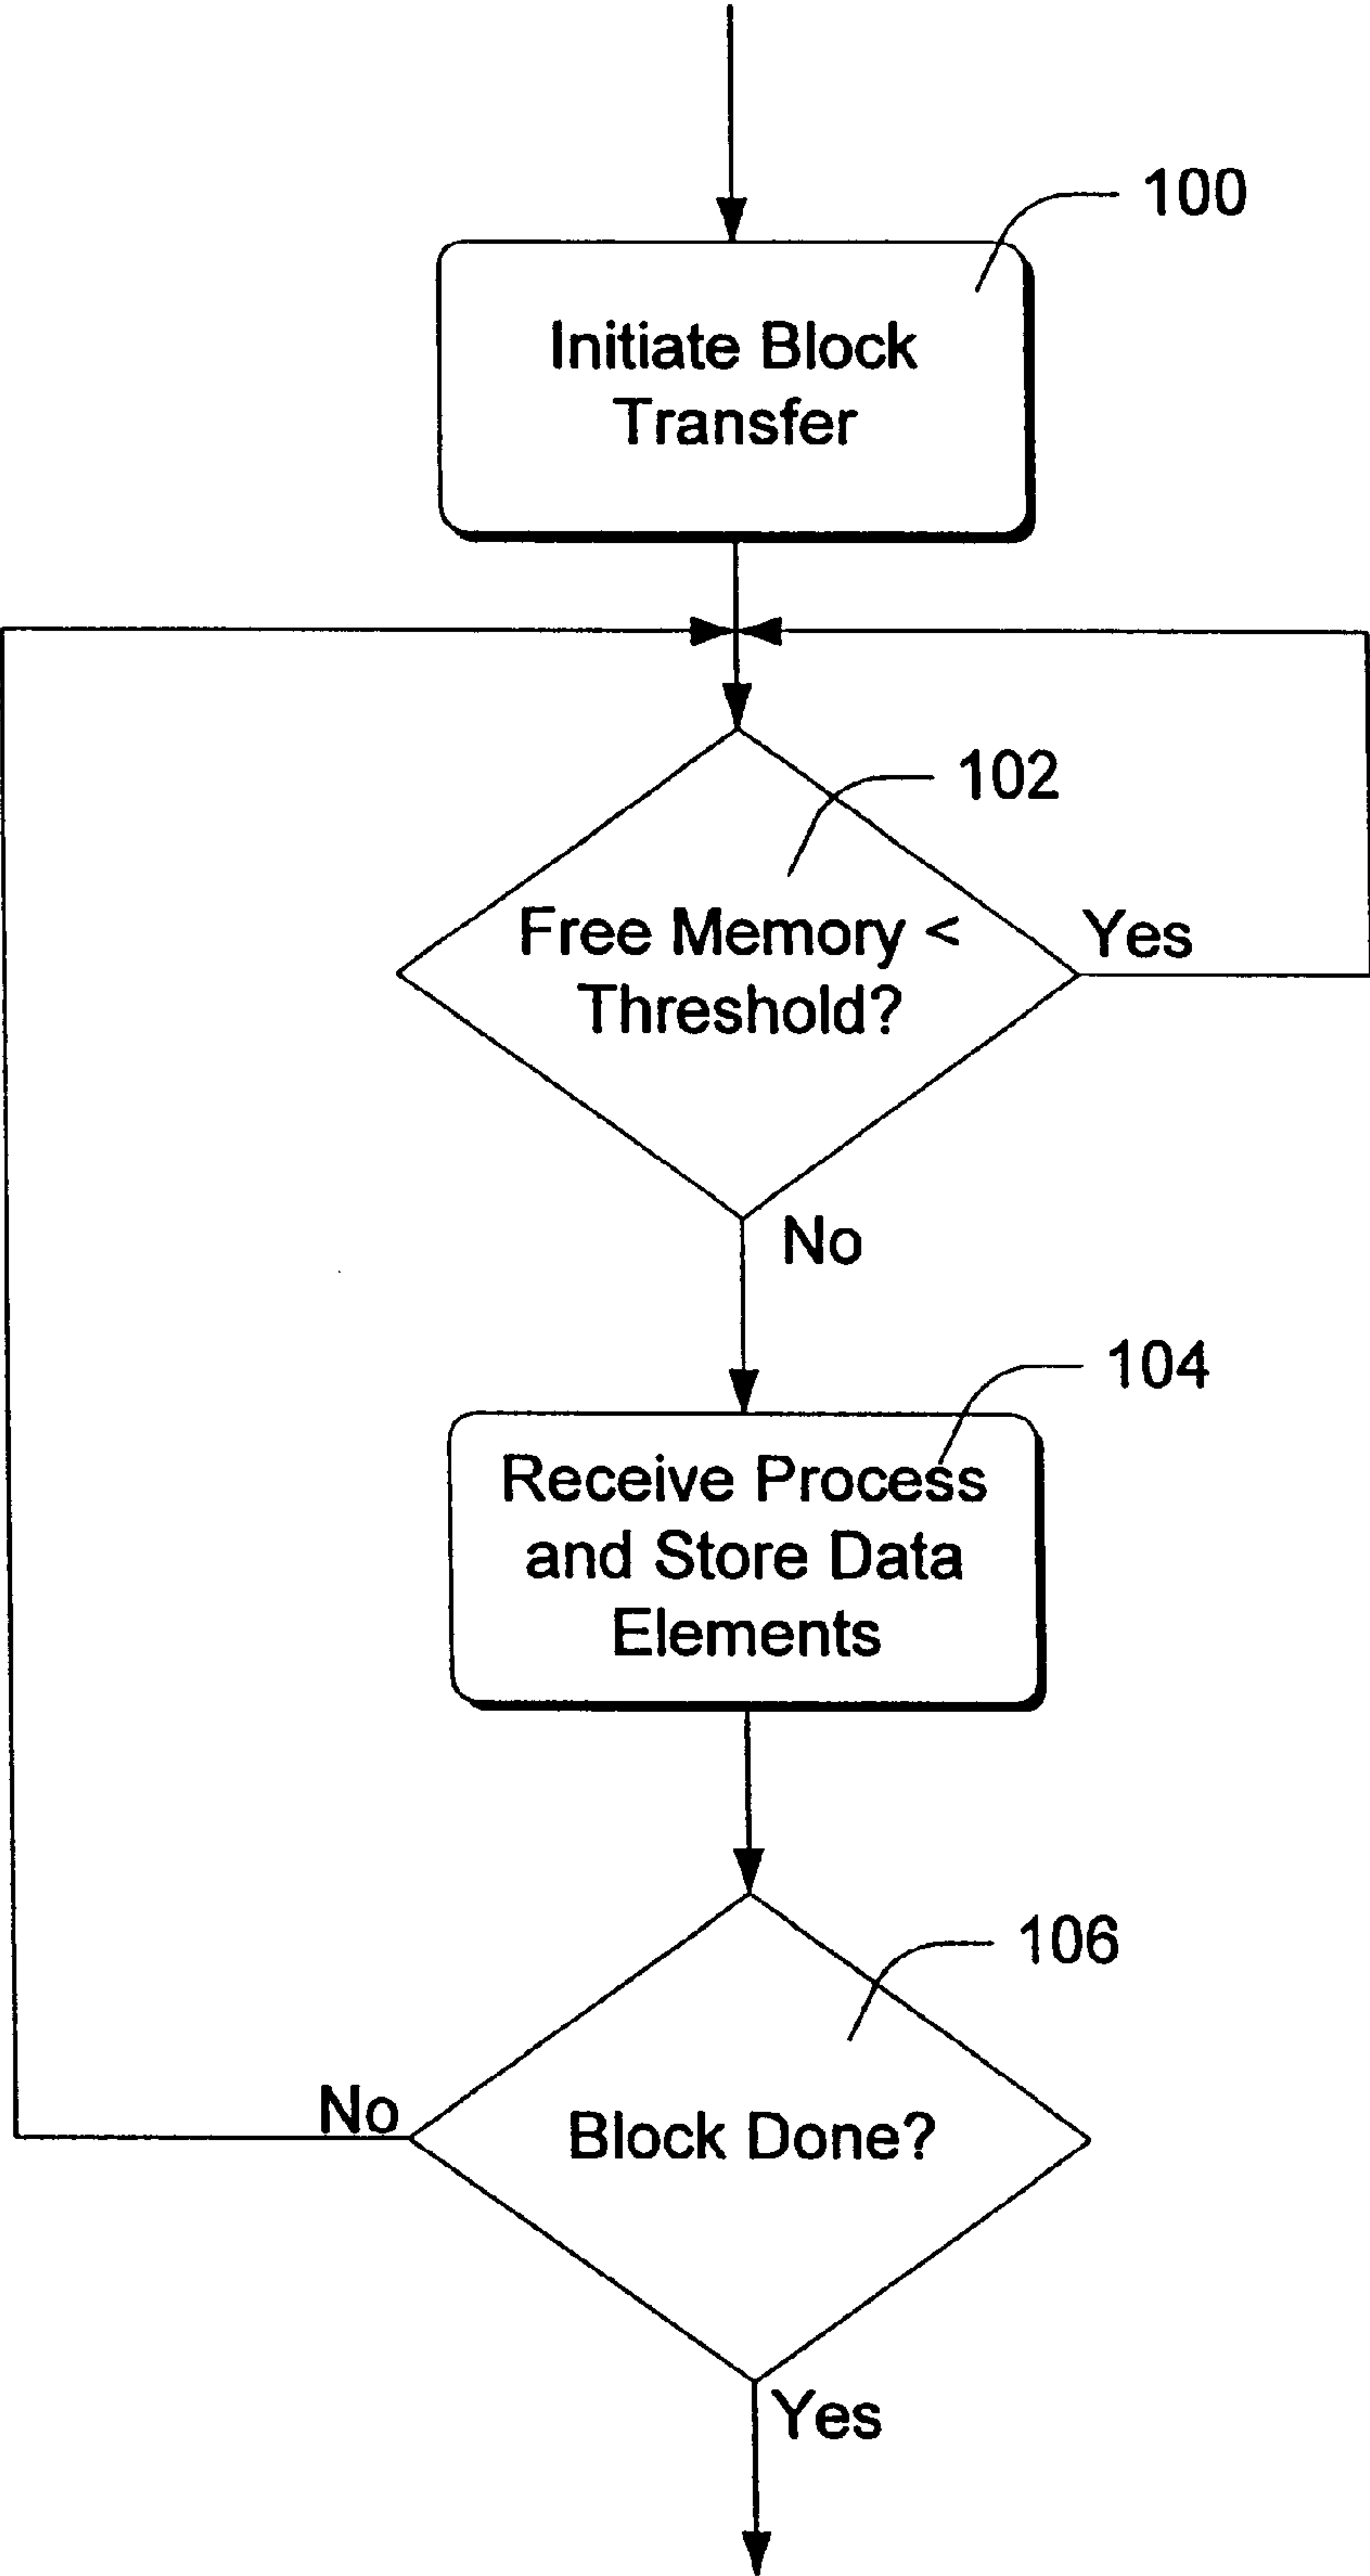 100
Initiate Block
Transfer
102
Free Memory <
Threshold?
Yes
No
104
Receive Process
and Store Data
Elements
106
No
Block Done?
Yes